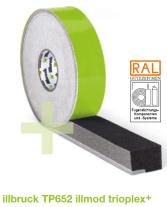 RAL
GÜTEZEICHEN
Fugendichtungs-
Komponenten
und -Systeme
illbruck TP652 illmod trioplex+